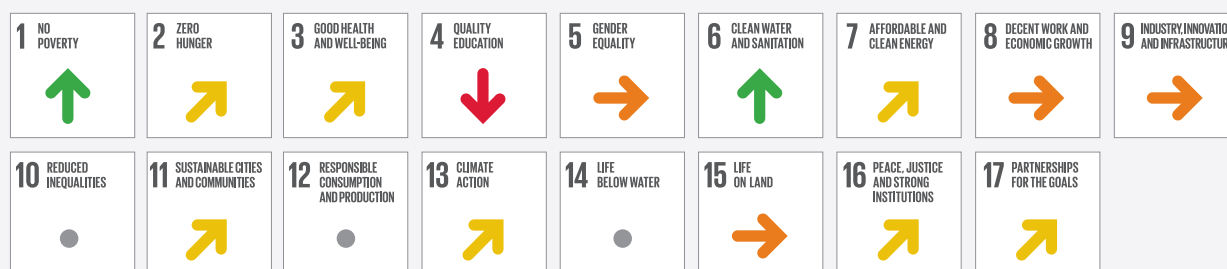 1 NO
POVERTY
2 ZERO
HUNGER
3 GOOD HEALTH
AND WELL-BEING
4 QUALITY
EDUCATION
5 GENDER
EQUALITY
6 CLEAN WATER
AND SANITATION
7 AFFORDABLE AND
CLEAN ENERGY
8 DECENT WORK AND
ECONOMIC GROWTH
9 INDUSTRY, INNOVATIO
AND INFRASTRUCTUR
10 REDUCED
INEQUALITIES
11 SUSTAINABLE CITIES
AND COMMUNITIES
12 RESPONSIBLE
CONSUMPTION
AND PRODUCTION
13 CLIMATE
ACTION
14 LIFE
BELOW WATER
15 LIFE
ON LAND
16 PEACE, JUSTICE
AND STRONG
INSTITUTIONS
17 PARTNERSHIPS
FOR THE GOALS